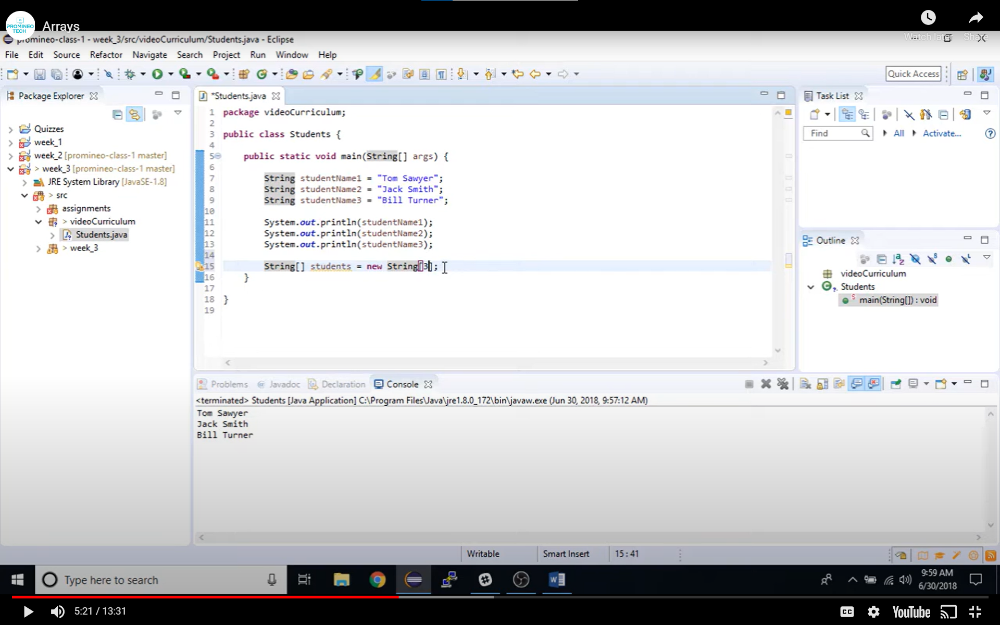 PROMINEO TECH
Arrays
Watch later
Share
promineo-class-1 - week_3/src/videoCurriculum/Students.java - Eclipse
File Edit Source Refactor Navigate Search Project Run Window Help
Quick Access
Package Explorer
Quizzes
week_1
week_2 [promineo-class-1 master]
> week_3 [promineo-class-1 master]
JRE System Library [JavaSE-1.8]
> src
assignments
> videoCurriculum
Students.java
> week_3
*Students.java
1 package videoCurriculum;
2
3 public class Students {
4
5 public static void main(String[] args) {
6
7 String studentName1 = "Tom Sawyer";
8 String studentName2 = "Jack Smith";
9 String studentName3 = "Bill Turner";
10
11 System.out.println(studentName1);
12 System.out.println(studentName2);
13 System.out.println(studentName3);
14
15 String[] students = new String[3];
16 }
17
18 }
19
Task List
Find All Activate...
Outline
videoCurriculum
Students
main(String[]) : void
Problems @ Javadoc Declaration Console
<terminated> Students [Java Application] C:\Program Files\Java\jre1.8.0_172\bin\javaw.exe (Jun 30, 2018, 9:57:12 AM)
Tom Sawyer
Jack Smith
Bill Turner
Writable Smart Insert 15 : 41
Type here to search
9:59 AM
6/30/2018
5:21 / 13:31
CC
YouTube